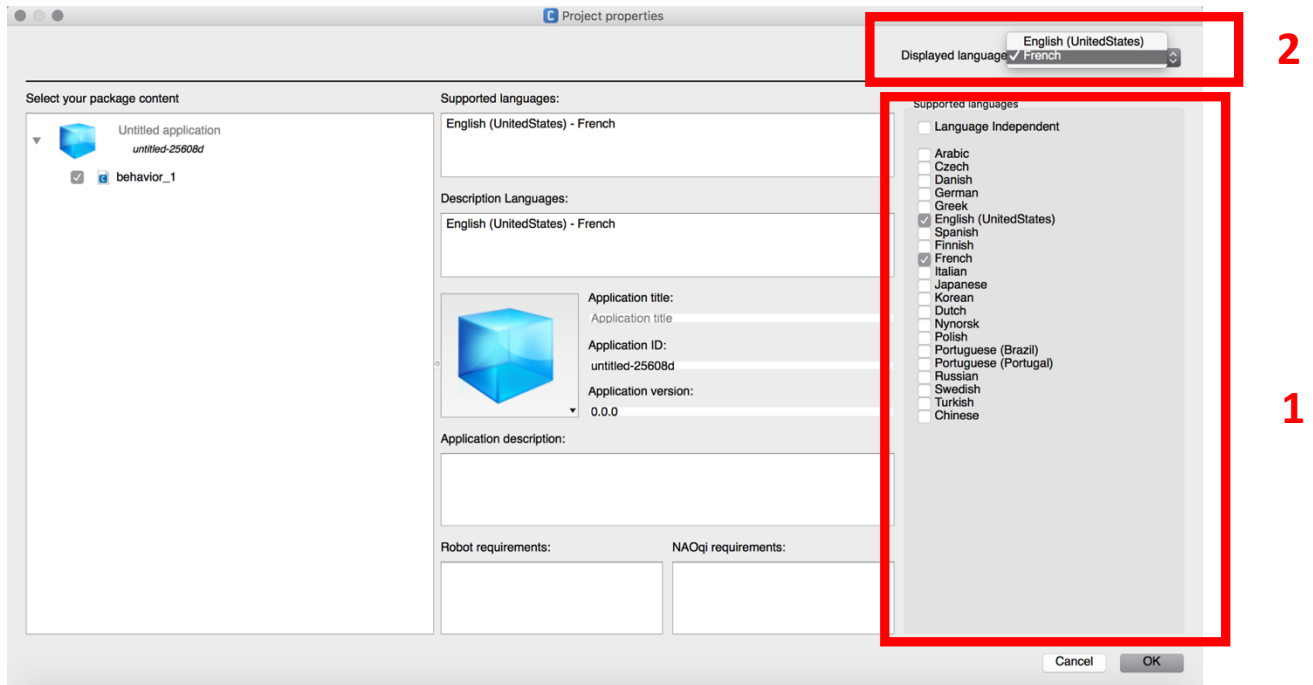 Project properties
2
English (UnitedStates)
Displayed language ✓ French
Select your package content
Untitled application
untitled-25608d
behavior_1
Supported languages:
English (UnitedStates) - French
Description Languages:
English (UnitedStates) - French
Application title:
Application title
Application ID:
untitled-25608d
Application version:
0.0.0
Application description:
Robot requirements:
NAOqi requirements:
Supported languages
Language Independent
Arabic
Czech
Danish
German
Greek
English (UnitedStates)
Spanish
Finnish
French
Italian
Japanese
Korean
Dutch
Nynorsk
Polish
Portuguese (Brazil)
Portuguese (Portugal)
Russian
Swedish
Turkish
Chinese
1
Cancel
OK